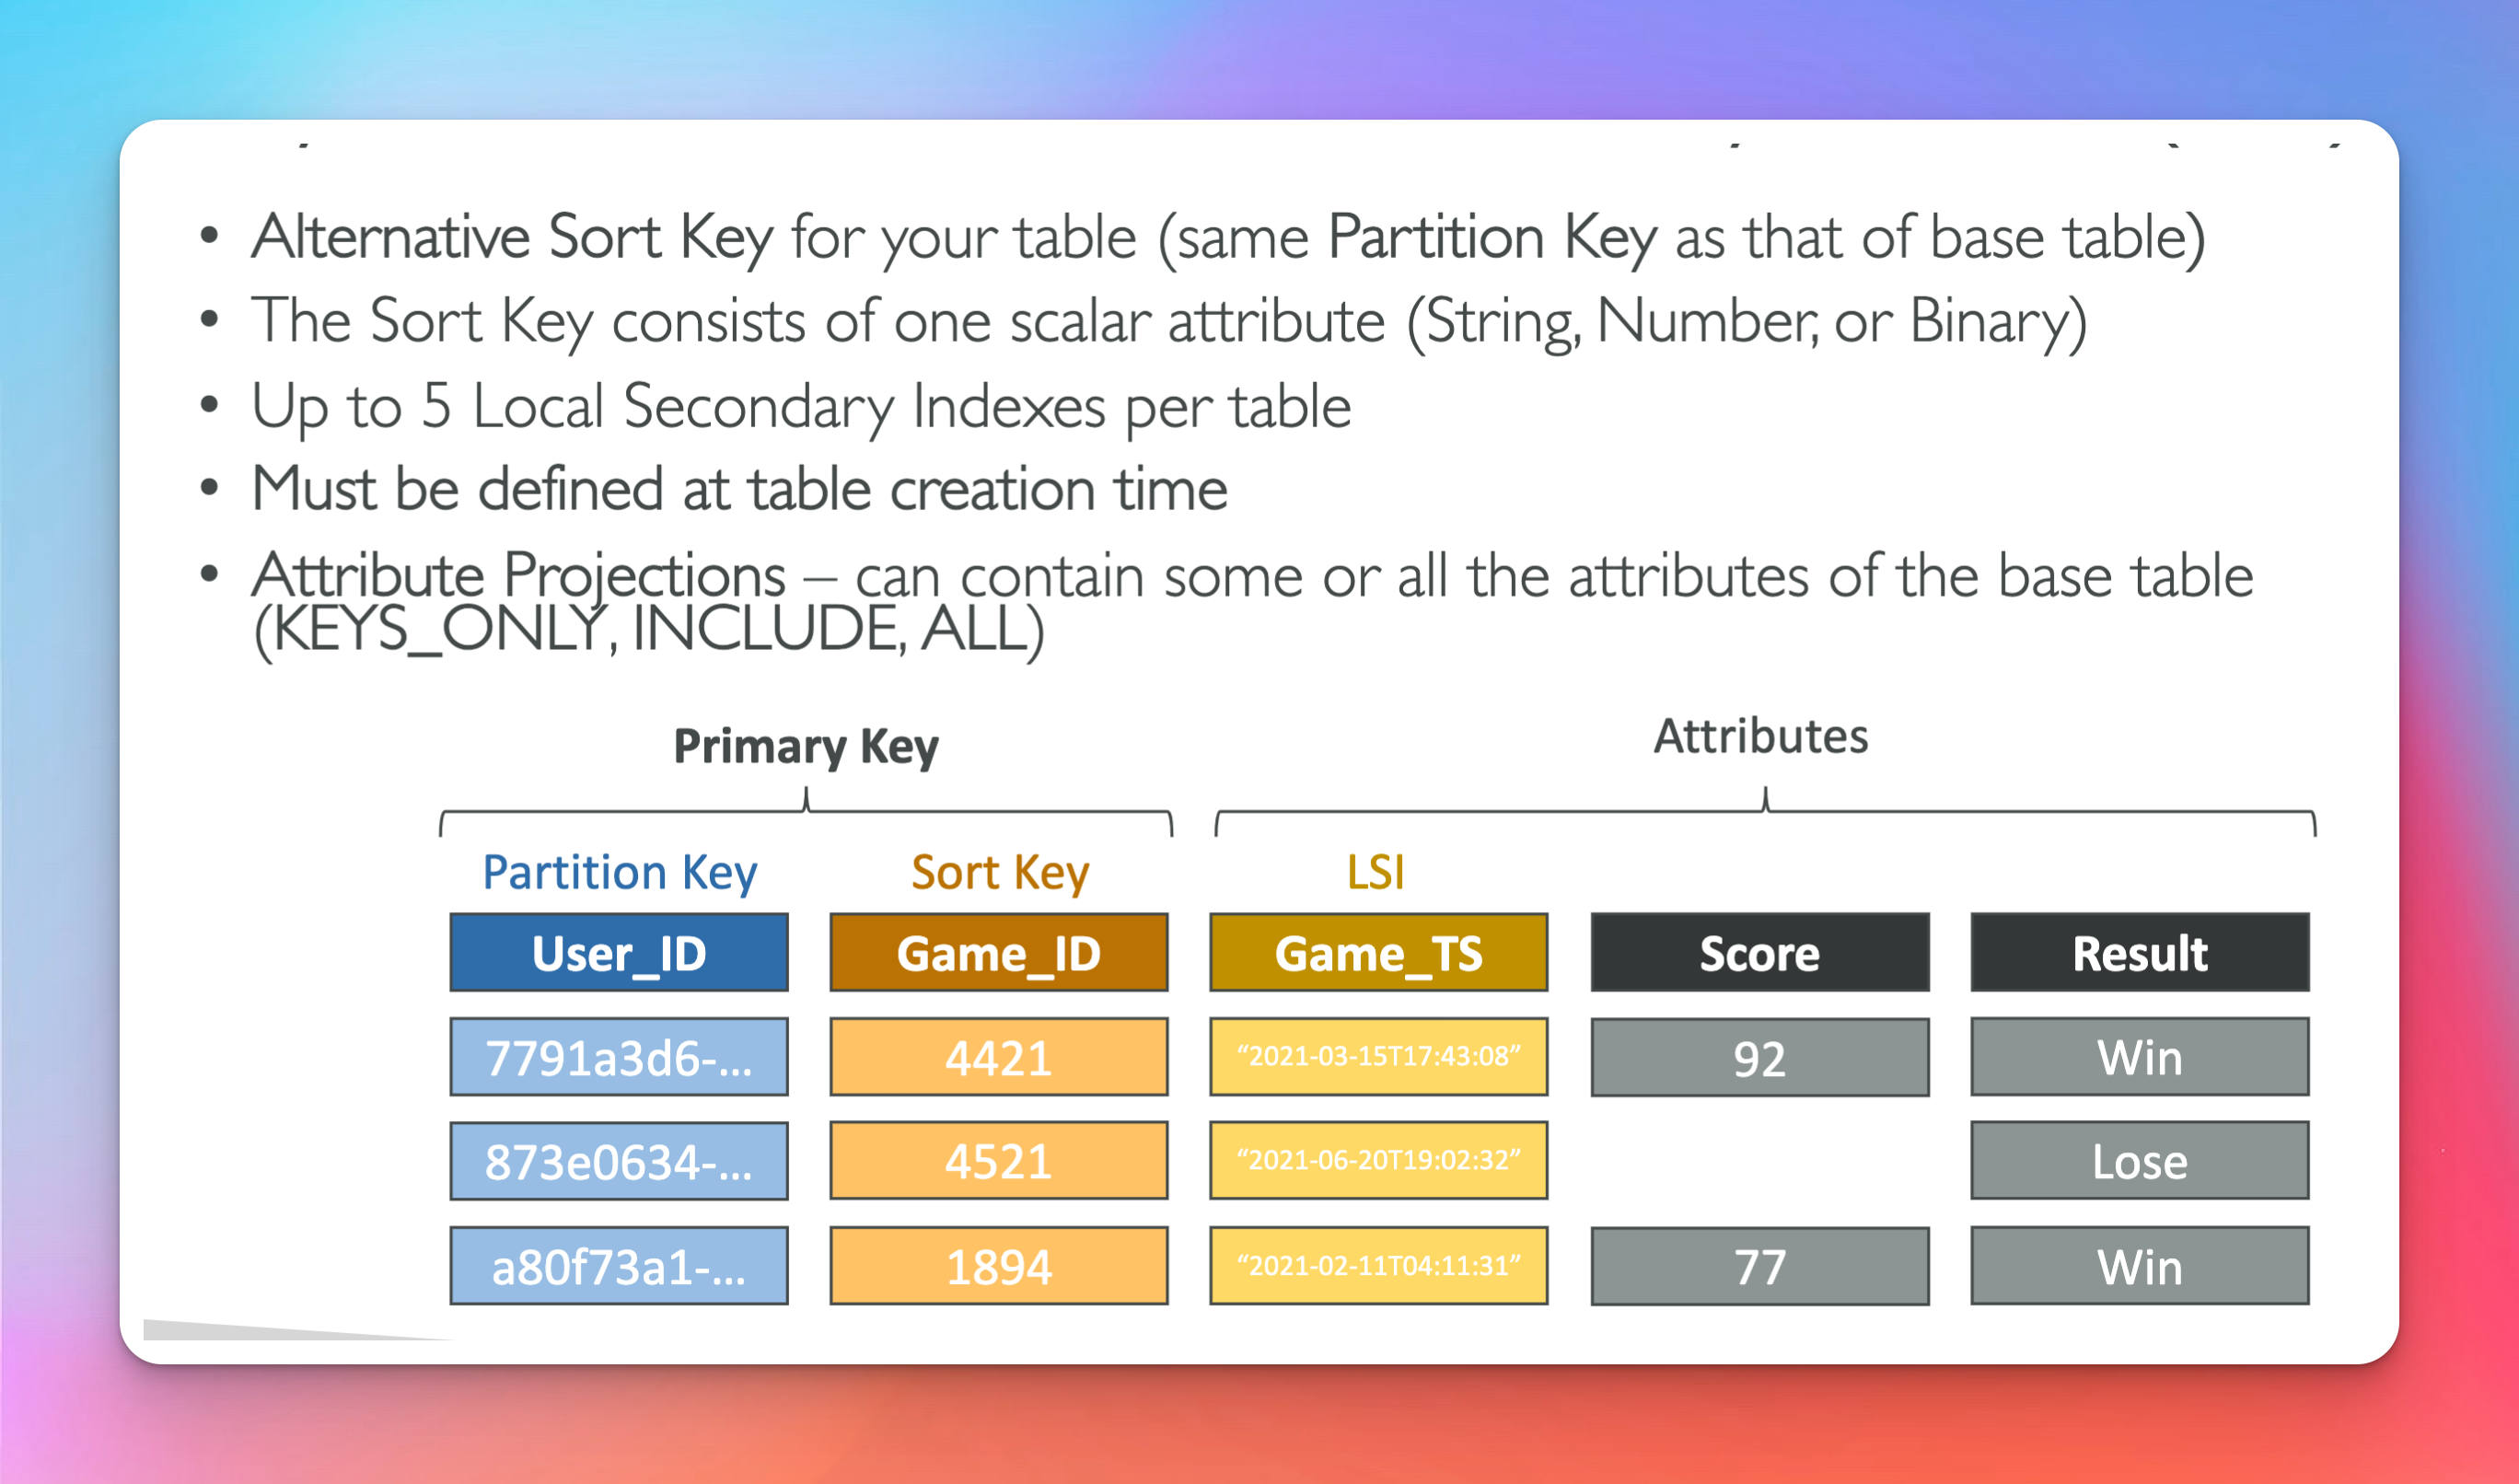 • Alternative Sort Key for your table (same Partition Key as that of base table)
• The Sort Key consists of one scalar attribute (String, Number, or Binary)
• Up to 5 Local Secondary Indexes per table
• Must be defined at table creation time
• Attribute Projections – can contain some or all the attributes of the base table
(KEYS_ONLY, INCLUDE, ALL)
Primary Key Attributes
Partition Key Sort Key LSI
User_ID Game_ID Game_TS Score Result
7791a3d6-... 4421 “2021-03-15T17:43:08” 92 Win
873e0634-... 4521 “2021-06-20T19:02:32” Lose
a80f73a1-... 1894 “2021-02-11T04:11:31” 77 Win